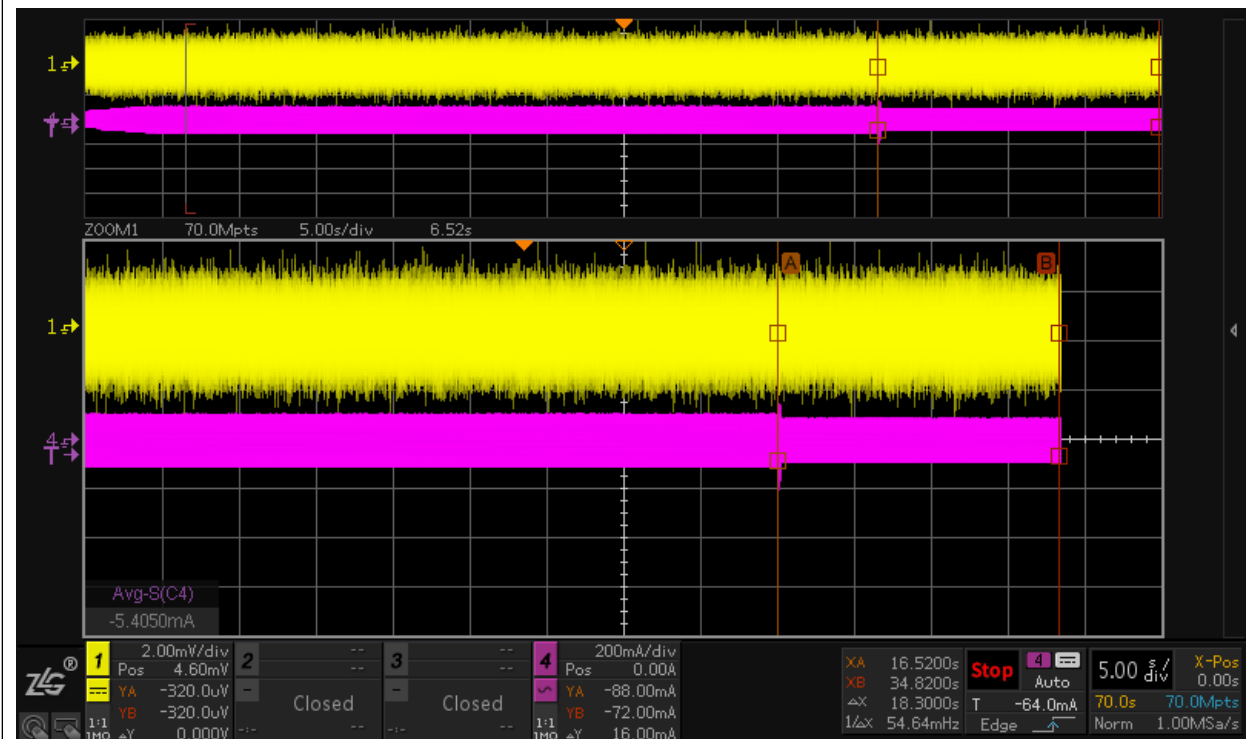 1
4
ZOOM1 70.0Mpts 5.00s/div 6.52s
A B
1
4
T
Avg-S(C4)
-5.4050mA
ZLG®
1 2.00mV/div
Pos 4.60mV
YA -320.0uV
YB -320.0uV
1:1
1MΩ △Y 0.000V
2 --
--
Closed
--
-:- --
3 --
--
Closed
--
-:- --
4 200mA/div
Pos 0.00A
YA -88.00mA
YB -72.00mA
1:1
1MΩ △Y 16.00mA
XA 16.5200s
XB 34.8200s
△X 18.3000s
1/△X 54.64mHz
Stop 4
Auto
T -64.0mA
Edge
5.00 s/div X-Pos
0.00s
70.0s 70.0Mpts
Norm 1.00MSa/s